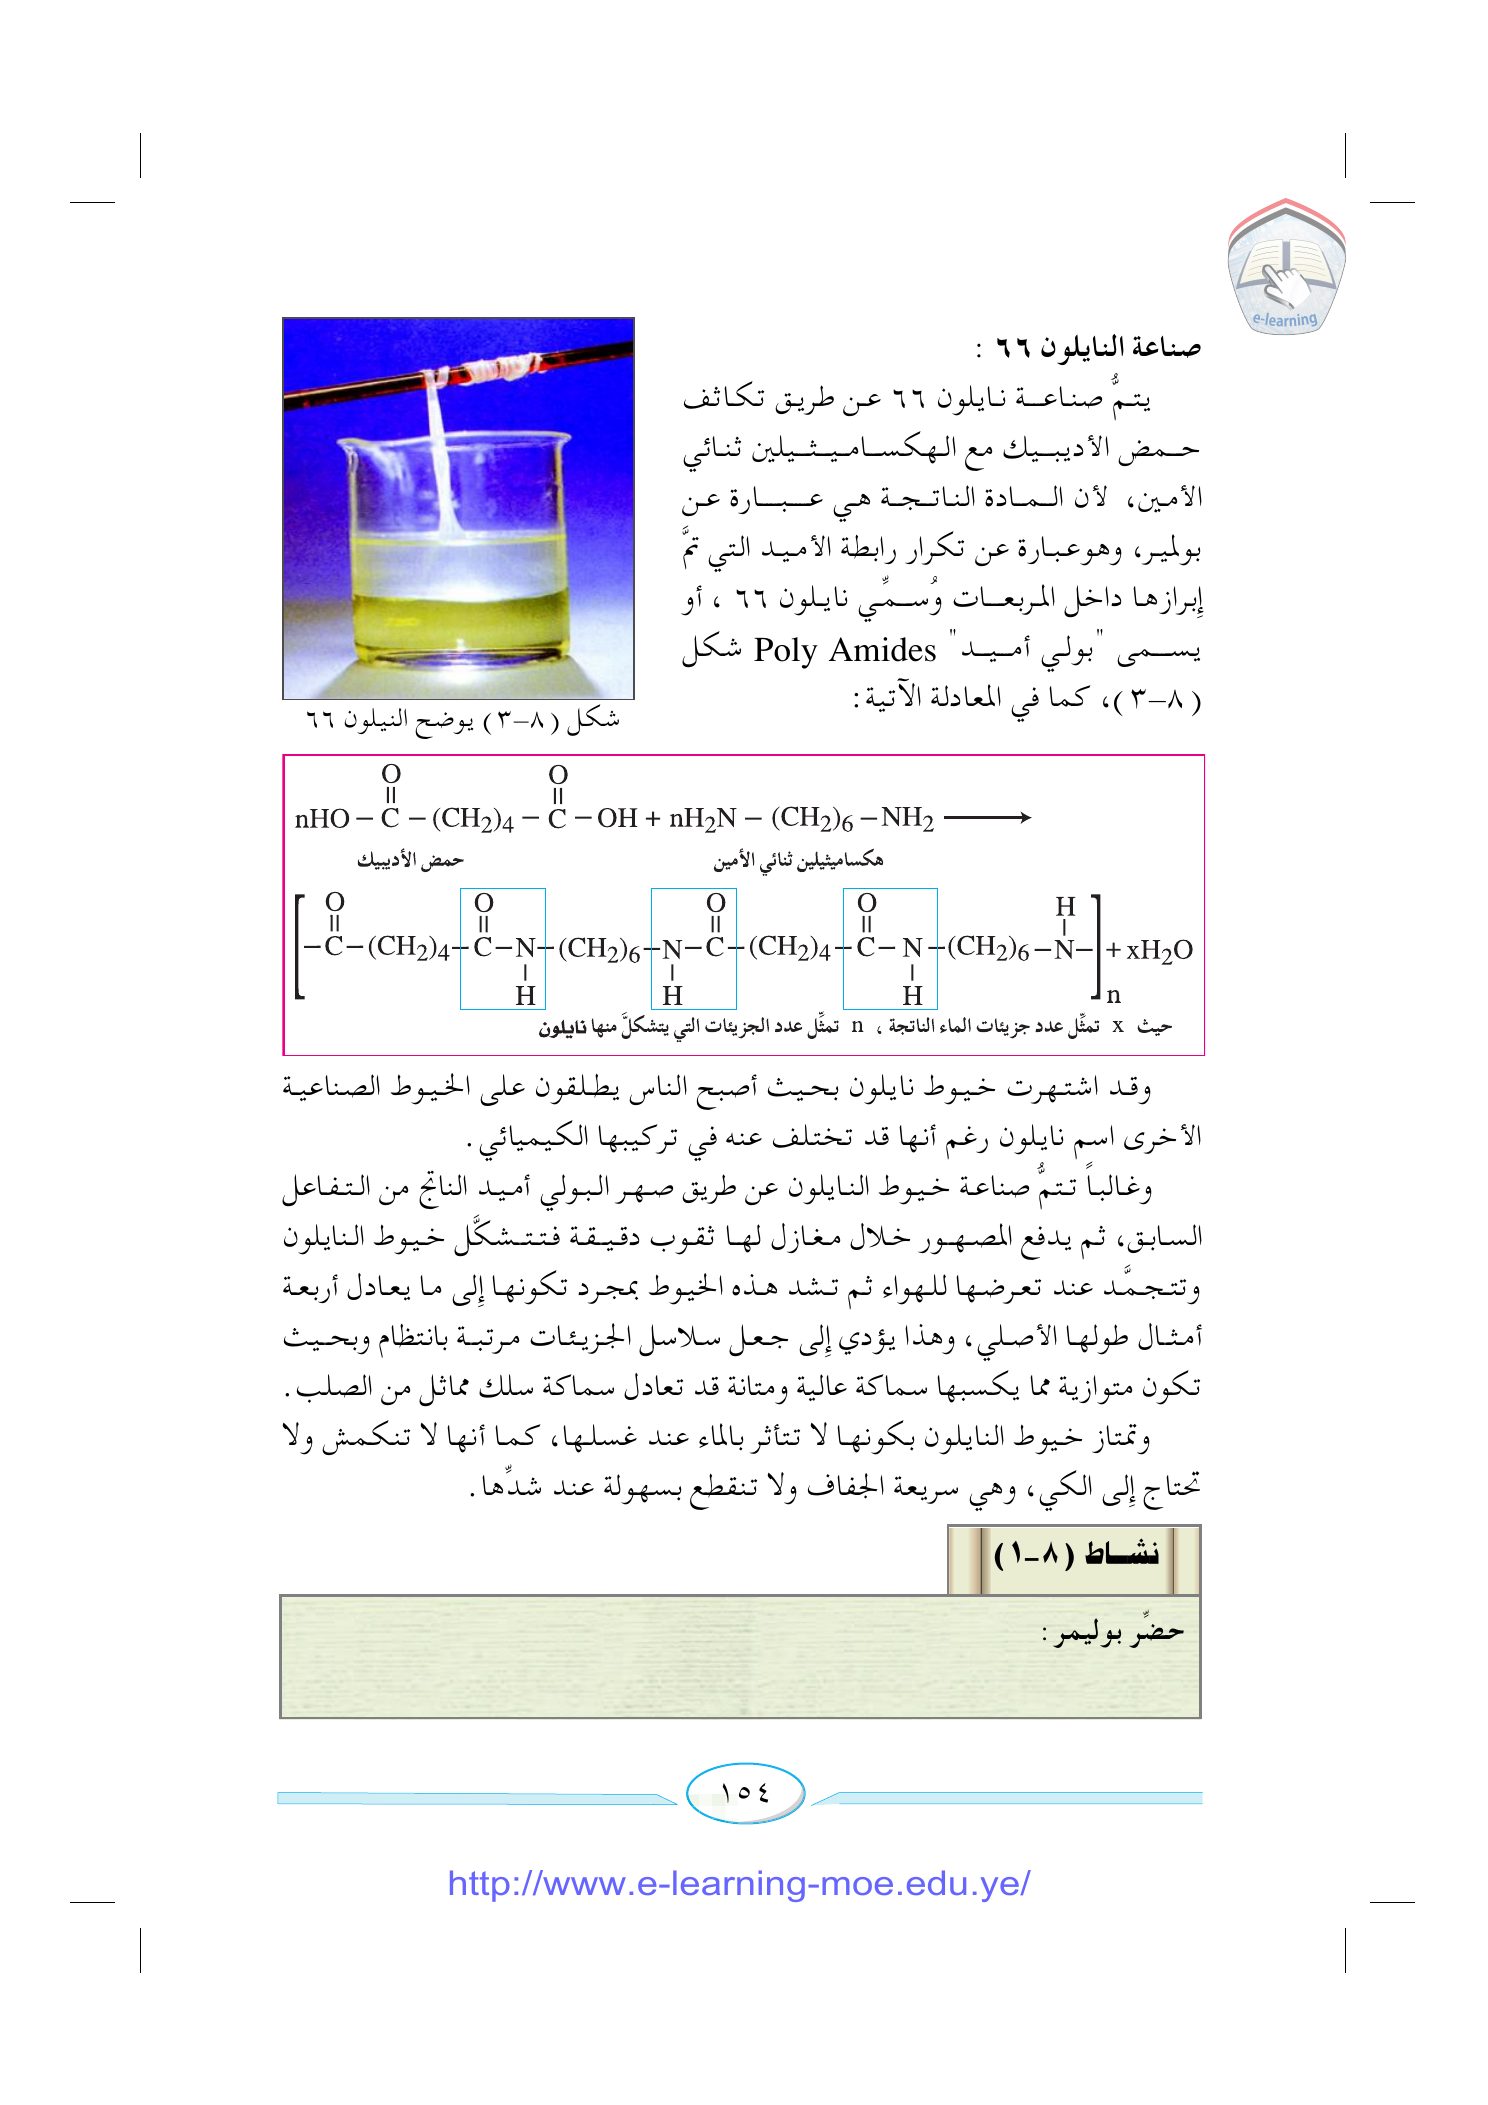 e-learning
صناعة النايلون ٦٦ :
يتمُّ صناعة نايلون ٦٦ عن طريق تكاثف
حمض الأديبيك مع الهكساميثيلين ثنائي
الأمين، لأن المادة الناتجة هي عبارة عن
بولمير، وهوعبارة عن تكرار رابطة الأميد التي تمَّ
إبرازها داخل المربعات وُسمِّي نايلون ٦٦ ، أو
يسمى "بولي أميد" Poly Amides شكل
(٨-٣)، كما في المعادلة الآتية:
شكل (٨-٣) يوضح النيلون ٦٦
O O
nHO – C – (CH2)4 – C – OH + nH2N – (CH2)6 – NH2 ⟶
حمض الأديبيك هكساميثيلين ثنائي الأمين
O O O O H
[–C–(CH2)4–C–N–(CH2)6–N–C–(CH2)4–C–N–(CH2)6–N–]n + xH2O
H H H
حيث x تمثِّل عدد جزيئات الماء الناتجة ، n تمثِّل عدد الجزيئات التي يتشكلَّ منها نايلون
وقد اشتهرت خيوط نايلون بحيث أصبح الناس يطلقون على الخيوط الصناعية
الأخرى اسم نايلون رغم أنها قد تختلف عنه في تركيبها الكيميائي .
وغالباً تتمُّ صناعة خيوط النايلون عن طريق صهر البولي أميد الناتج من التفاعل
السابق، ثم يدفع المصهور خلال مغازل لها ثقوب دقيقة فتتشكَّل خيوط النايلون
وتتجمَّد عند تعرضها للهواء ثم تشد هذه الخيوط بمجرد تكونها إلى ما يعادل أربعة
أمثال طولها الأصلي، وهذا يؤدي إلى جعل سلاسل الجزيئات مرتبة بانتظام وبحيث
تكون متوازية مما يكسبها سماكة عالية ومتانة قد تعادل سماكة سلك مماثل من الصلب .
وتمتاز خيوط النايلون بكونها لا تتأثر بالماء عند غسلها، كما أنها لا تنكمش ولا
تحتاج إلى الكي، وهي سريعة الجفاف ولا تنقطع بسهولة عند شدِّها .
نشاط (٨-١)
حضِّر بوليمر :
١٥٤
http://www.e-learning-moe.edu.ye/